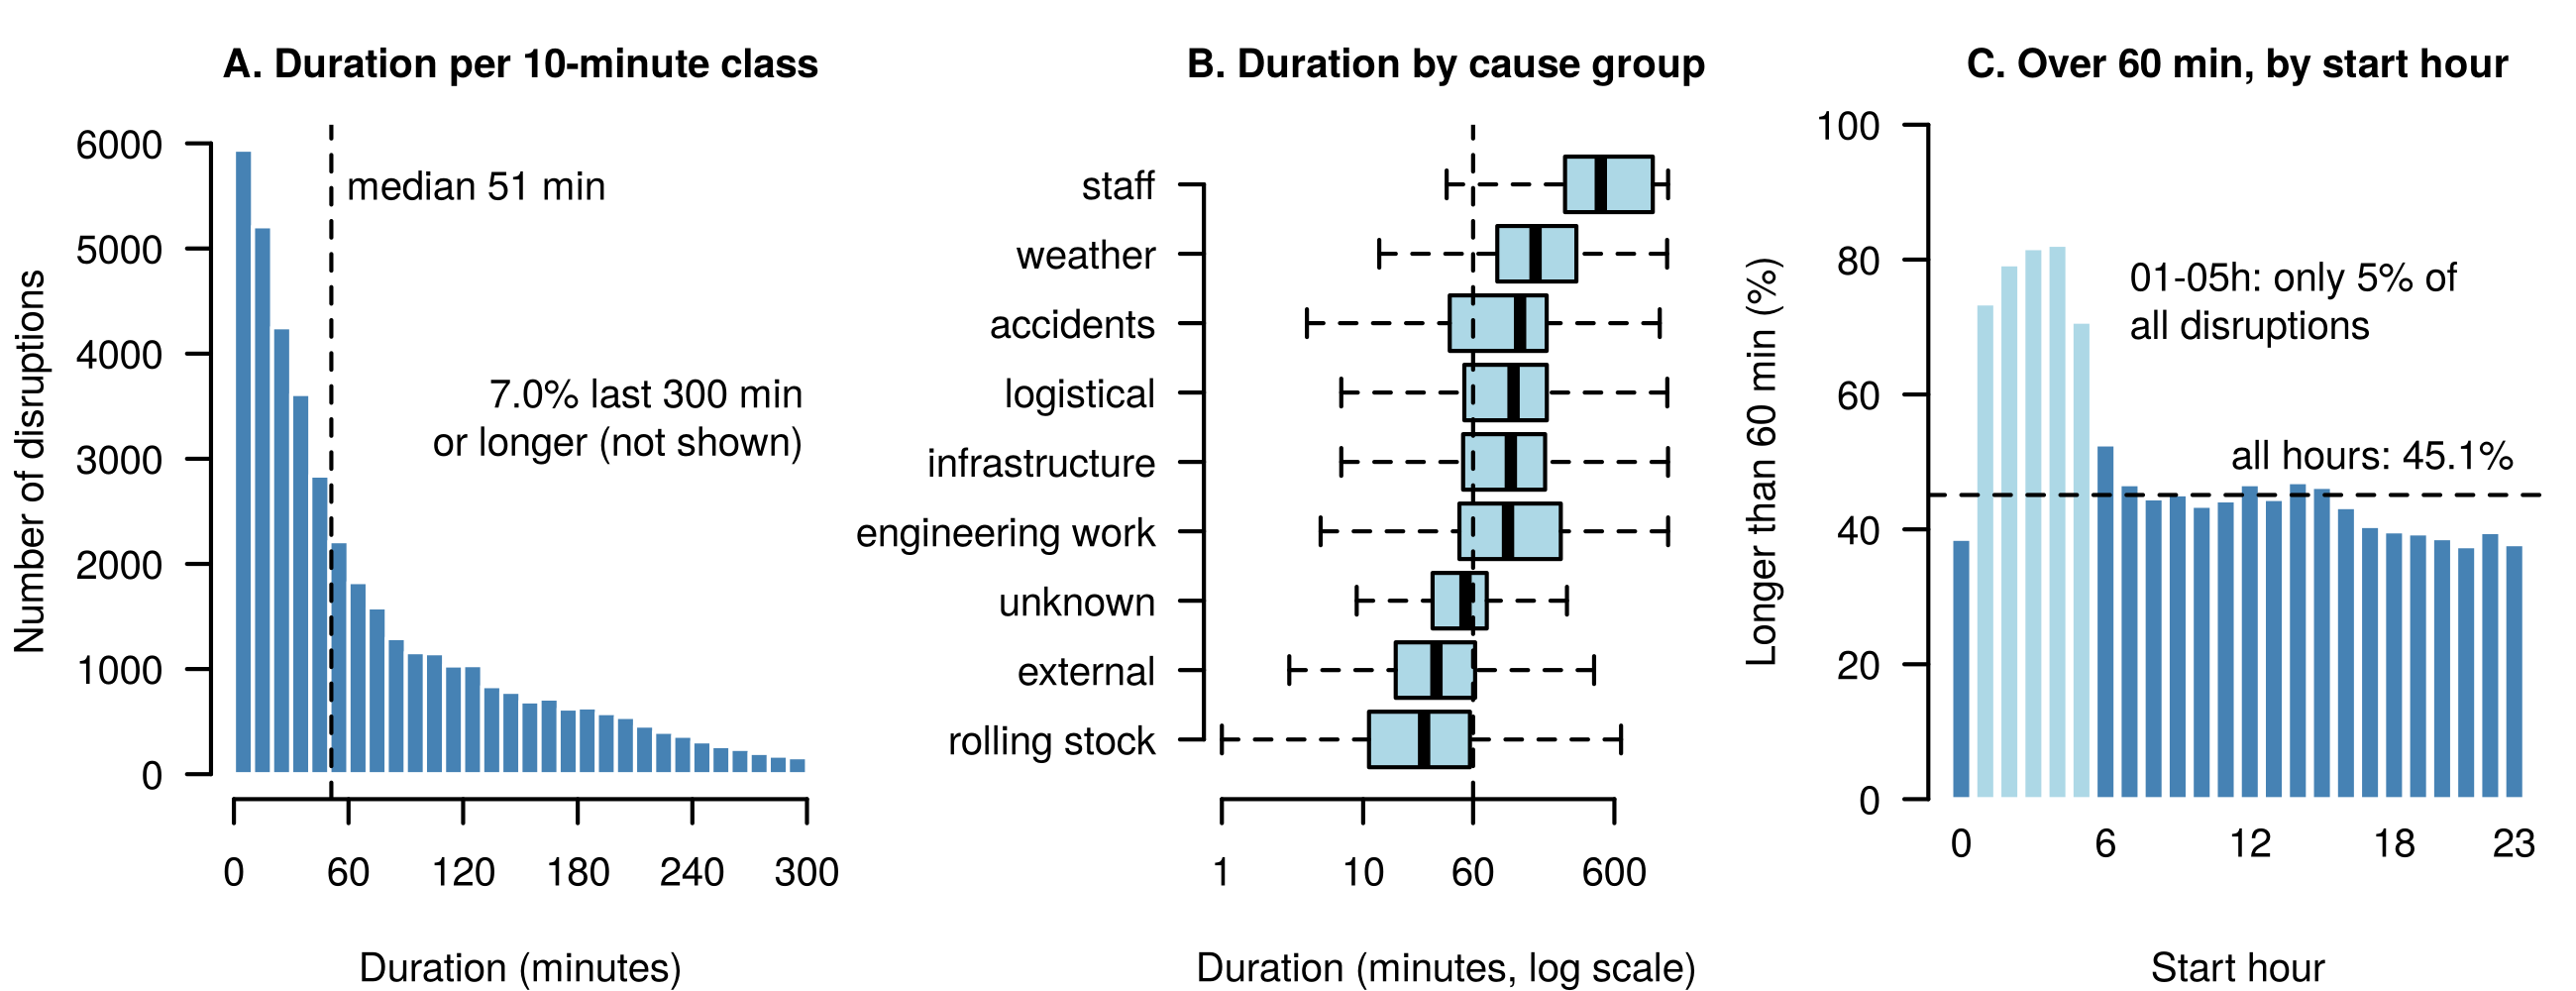 A. Duration per 10-minute class
Number of disruptions
6000
5000
4000
3000
2000
1000
0
median 51 min
7.0% last 300 min
or longer (not shown)
0 60 120 180 240 300
Duration (minutes)
B. Duration by cause group
staff
weather
accidents
logistical
infrastructure
engineering work
unknown
external
rolling stock
1 10 60 600
Duration (minutes, log scale)
C. Over 60 min, by start hour
Longer than 60 min (%)
100
80
60
40
20
0
01-05h: only 5% of
all disruptions
all hours: 45.1%
0 6 12 18 23
Start hour